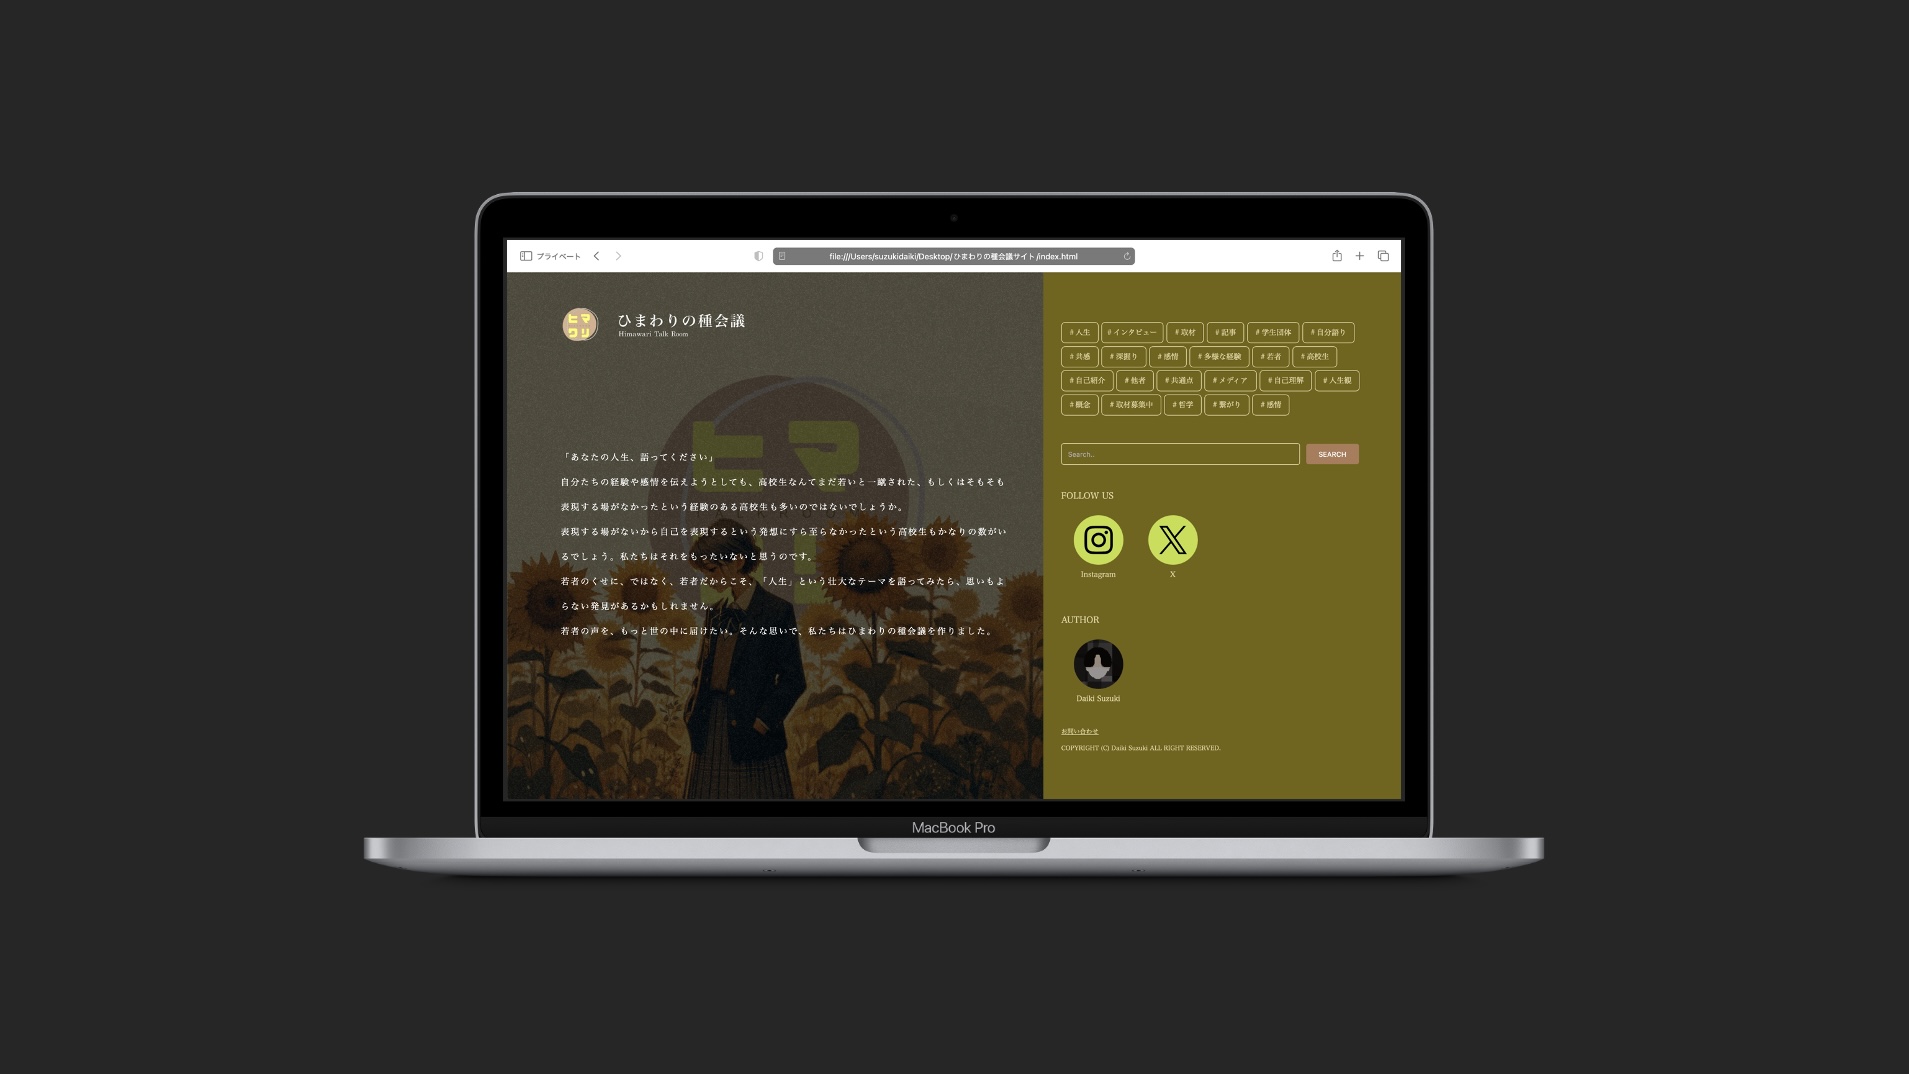 プライベート
file:///Users/suzukidaiki/Desktop/ひまわりの種会議サイト/index.html
ヒマ
ワリ
ひまわりの種会議
Himawari Talk Room
ヒマ
「あなたの人生、語ってください」
自分たちの経験や感情を伝えようとしても、高校生なんてまだ若いと一蹴された、もしくはそもそも
表現する場がなかったという経験のある高校生も多いのではないでしょうか。
表現する場がないから自己を表現するという発想にすら至らなかったという高校生もかなりの数がい
るでしょう。私たちはそれをもったいないと思うのです。
若者のくせに、ではなく、若者だからこそ、「人生」という壮大なテーマを語ってみたら、思いもよ
らない発見があるかもしれません。
若者の声を、もっと世の中に届けたい。そんな思いで、私たちはひまわりの種会議を作りました。
# 人生 # インタビュー # 取材 # 記事 # 学生団体 # 自分語り
# 共感 # 深掘り # 感情 # 多様な経験 # 若者 # 高校生
# 自己紹介 # 他者 # 共通点 # メディア # 自己理解 # 人生観
# 概念 # 取材募集中 # 哲学 # 繋がり # 感情
Search.. SEARCH
FOLLOW US
Instagram X
AUTHOR
Daiki Suzuki
お問い合わせ
COPYRIGHT (C) Daiki Suzuki ALL RIGHT RESERVED.
MacBook Pro